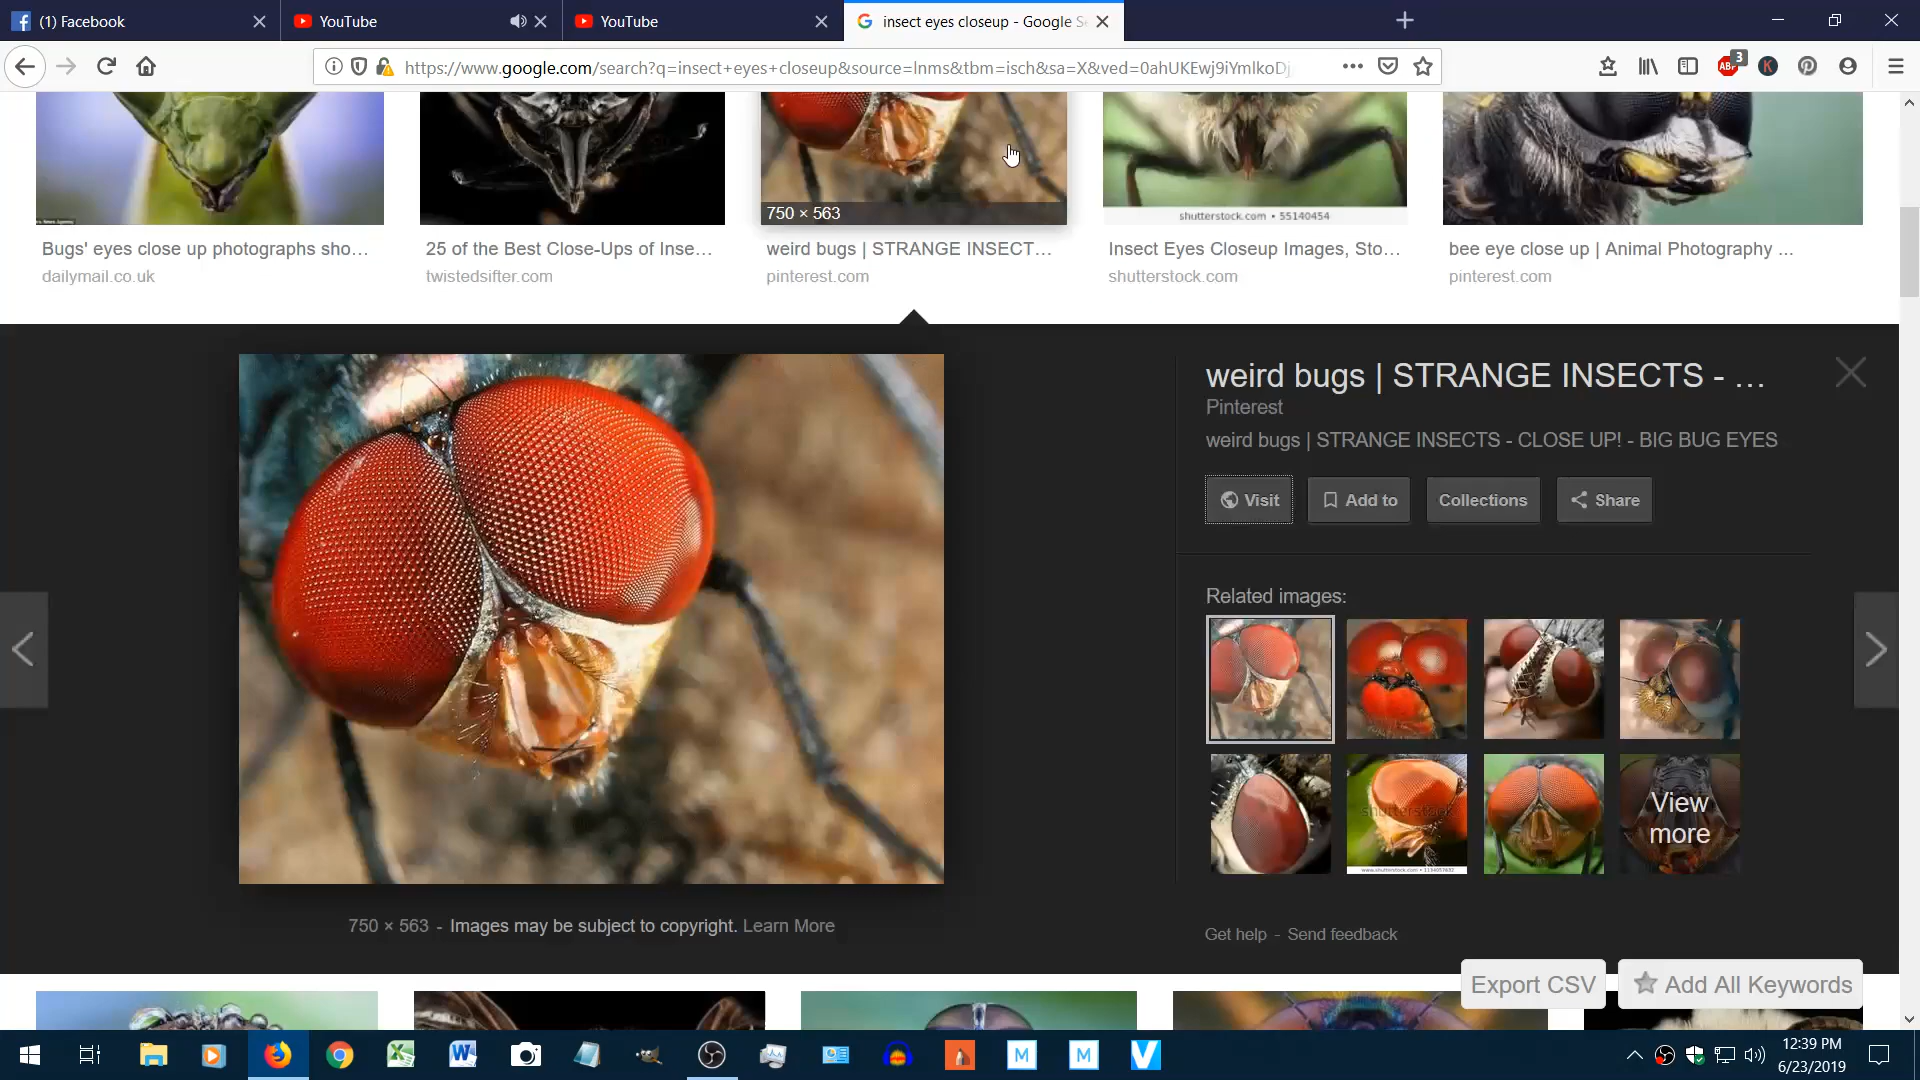 (1) Facebook
YouTube
YouTube
insect eyes closeup - Google Se
https://www.google.com/search?q=insect+eyes+closeup&source=lnms&tbm=isch&sa=X&ved=0ahUKEwj9iYmlkoDj
ABP
3
K
750 × 563
shutterstock.com • 55140454
Bugs' eyes close up photographs sho...
25 of the Best Close-Ups of Inse...
weird bugs | STRANGE INSECT...
Insect Eyes Closeup Images, Sto...
bee eye close up | Animal Photography ...
dailymail.co.uk
twistedsifter.com
pinterest.com
shutterstock.com
pinterest.com
weird bugs | STRANGE INSECTS - ...
Pinterest
weird bugs | STRANGE INSECTS - CLOSE UP! - BIG BUG EYES
Visit
Add to
Collections
Share
Related images:
shutterstock
View
more
750 × 563 - Images may be subject to copyright. Learn More
Get help - Send feedback
Export CSV
Add All Keywords
12:39 PM
6/23/2019